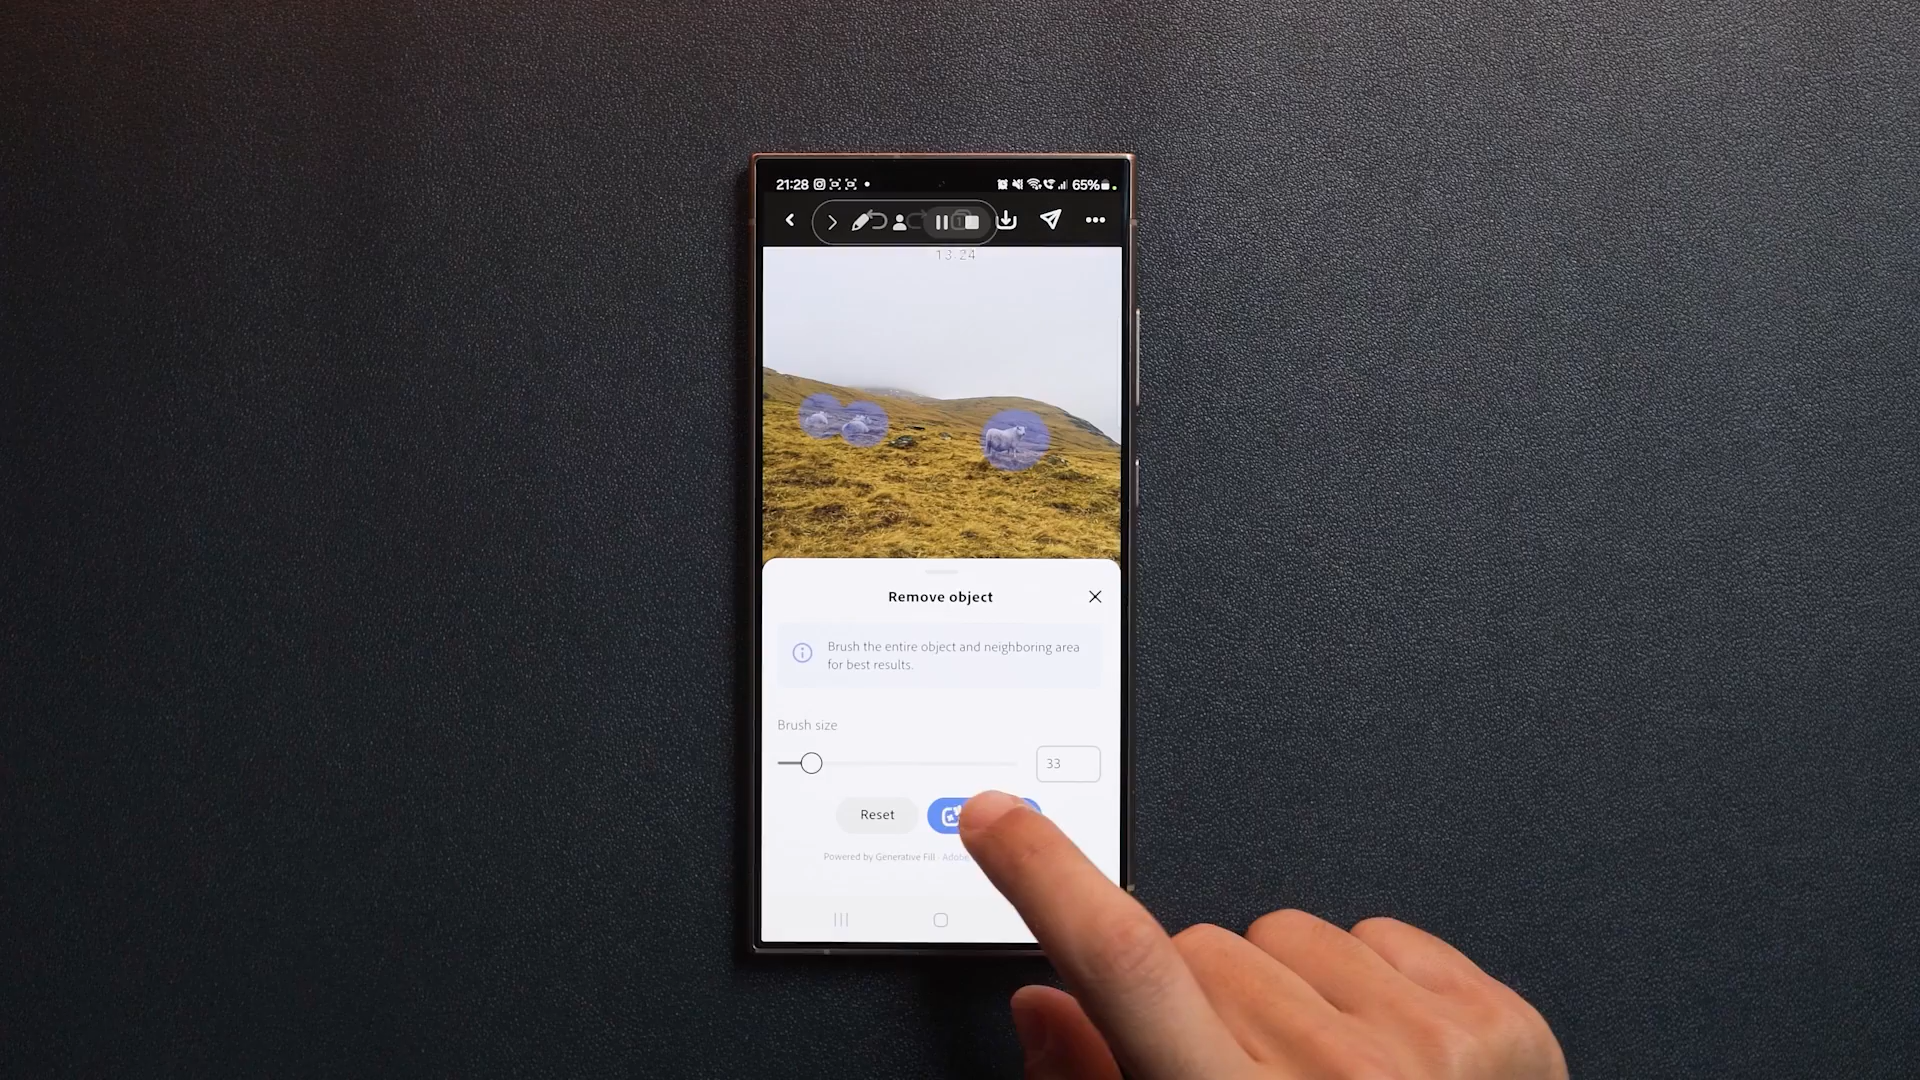 21:28 65%
13:24
Remove object
Brush the entire object and neighboring area
for best results.
Brush size
33
Reset
Powered by Generative Fill · Adobe